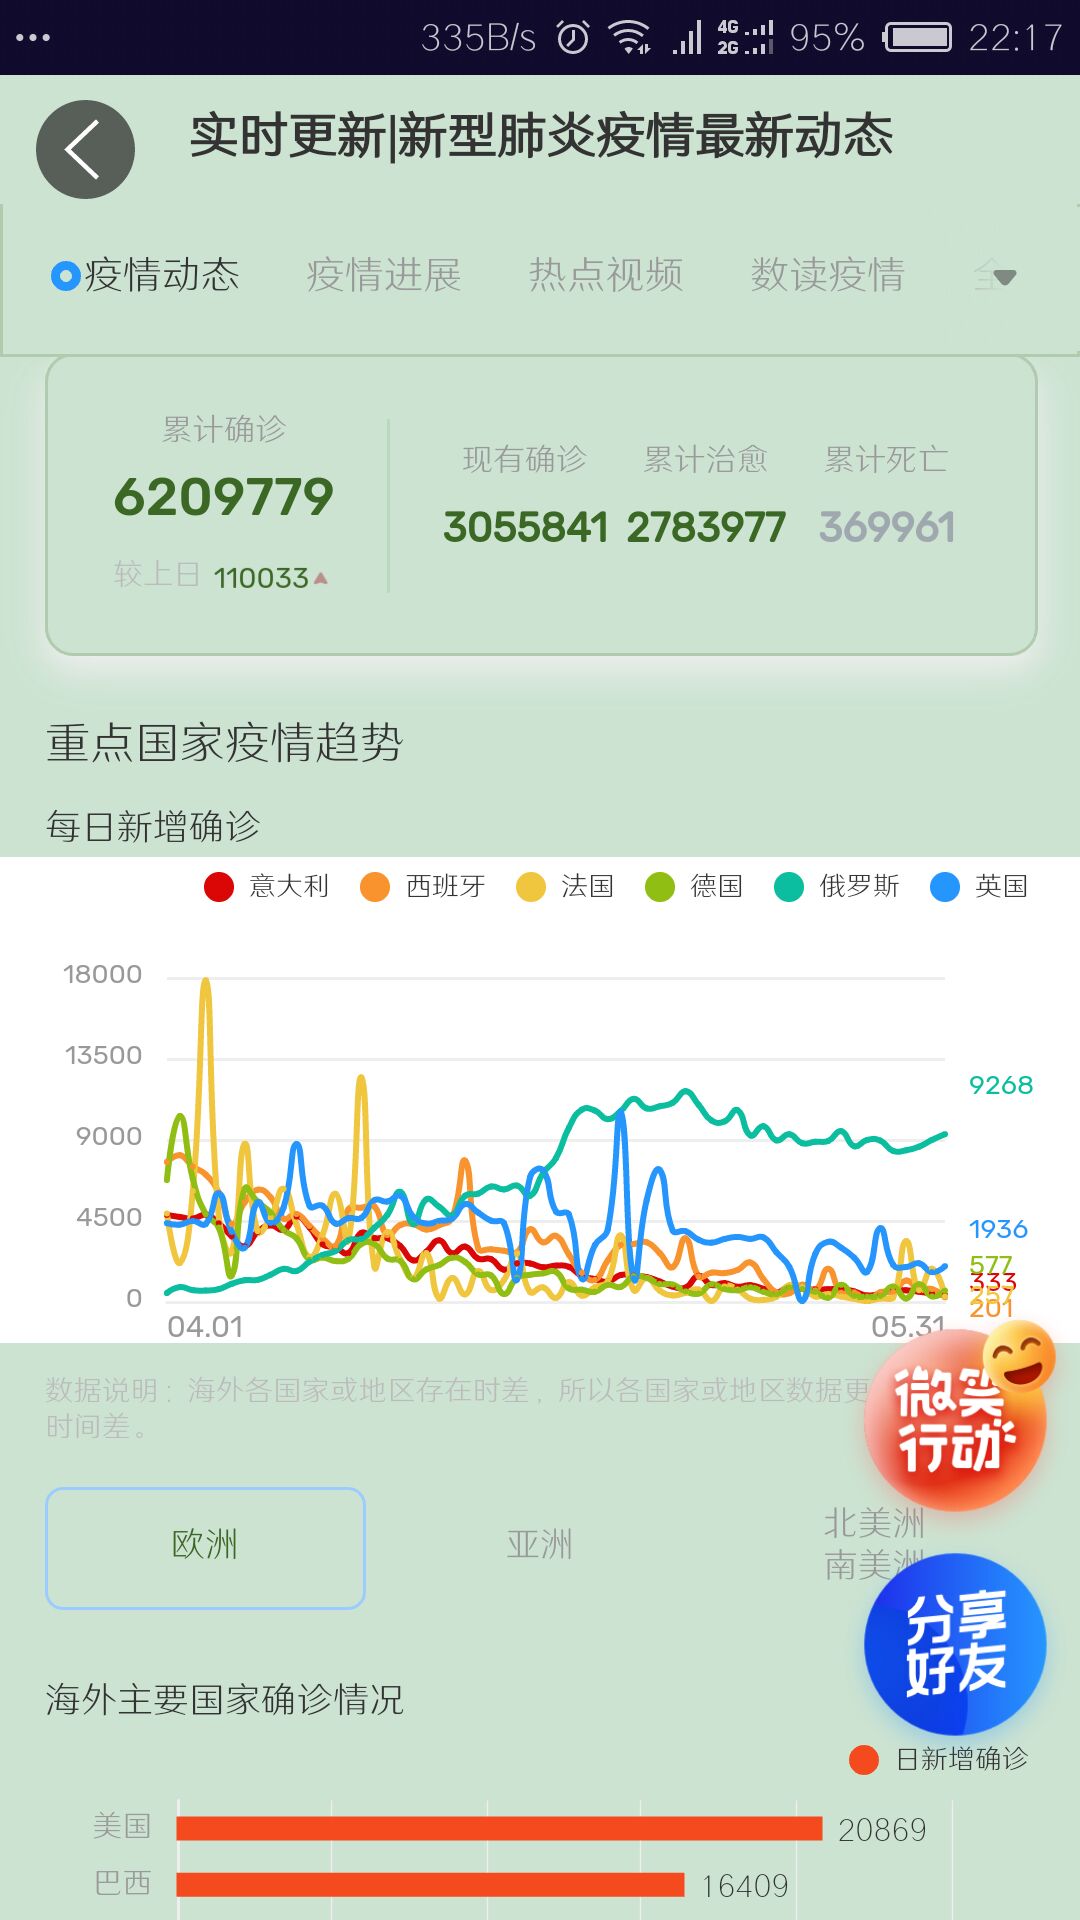 335B/s 4G 2G 95% 22:17
实时更新|新型肺炎疫情最新动态
疫情动态 疫情进展 热点视频 数读疫情
累计确诊
6209779
较上日 110033
现有确诊 累计治愈 累计死亡
3055841 2783977 369961
重点国家疫情趋势
每日新增确诊
意大利 西班牙 法国 德国 俄罗斯 英国
18000
13500
9000
4500
0
04.01 05.31
9268
1936
577
333
201
数据说明：海外各国家或地区存在时差，所以各国家或地区数据更
时间差。
微笑
行动
欧洲 亚洲 北美洲
南美洲
分享
好友
海外主要国家确诊情况
日新增确诊
美国 20869
巴西 16409